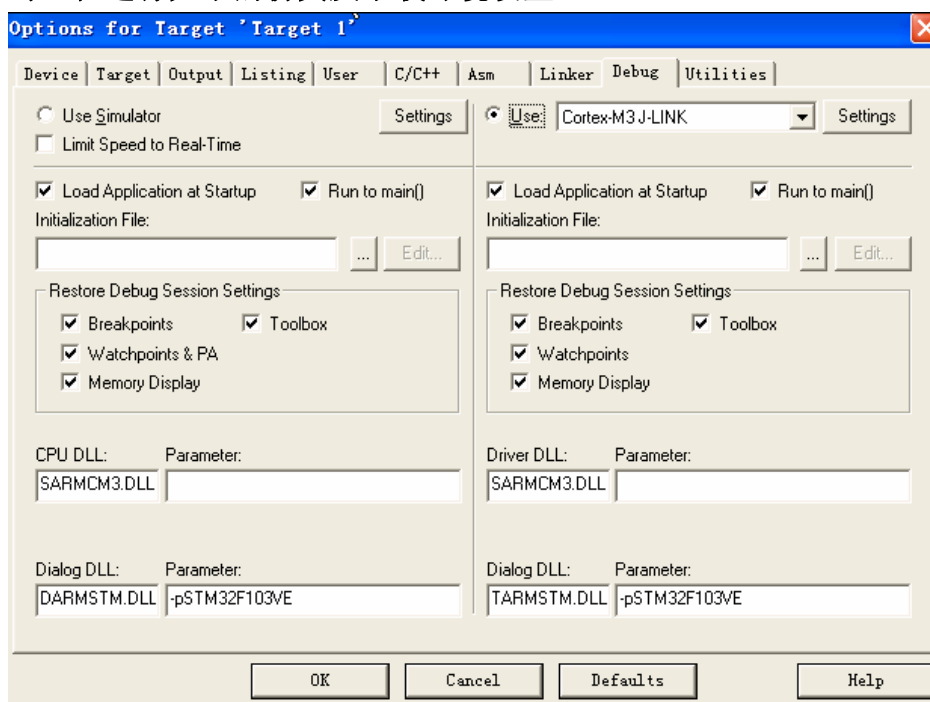 Options for Target 'Target 1'
Device Target Output Listing User C/C++ Asm Linker Debug Utilities
Use Simulator Settings Use: Cortex-M3 J-LINK Settings
Limit Speed to Real-Time
Load Application at Startup Run to main() Load Application at Startup Run to main()
Initialization File: Initialization File:
... Edit... ... Edit...
Restore Debug Session Settings Restore Debug Session Settings
Breakpoints Toolbox Breakpoints Toolbox
Watchpoints & PA Watchpoints
Memory Display Memory Display
CPU DLL: Parameter: Driver DLL: Parameter:
SARMCM3.DLL SARMCM3.DLL
Dialog DLL: Parameter: Dialog DLL: Parameter:
DARMSTM.DLL -pSTM32F103VE TARMSTM.DLL -pSTM32F103VE
OK Cancel Defaults Help